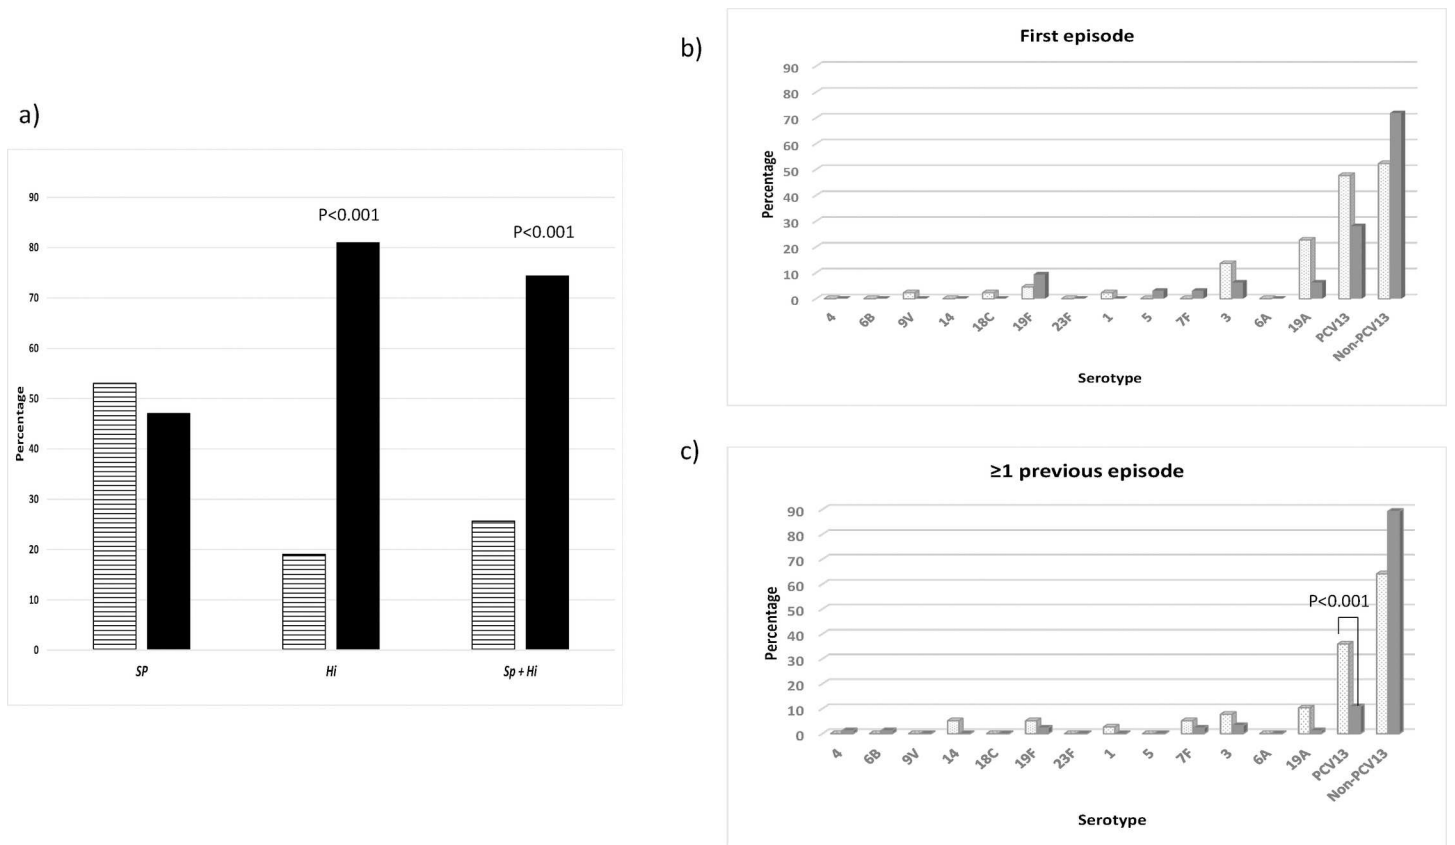 a)
90
80
70
60
50
40
30
20
10
0
Percentage
P<0.001
P<0.001
SP
Hi
Sp + Hi
b)
First episode
90
80
70
60
50
40
30
20
10
0
Percentage
4
6B
9V
14
18C
19F
23F
1
5
7F
3
6A
19A
PCV13
Non-PCV13
Serotype
c)
≥1 previous episode
90
80
70
60
50
40
30
20
10
0
Percentage
P<0.001
4
6B
9V
14
18C
19F
23F
1
5
7F
3
6A
19A
PCV13
Non-PCV13
Serotype